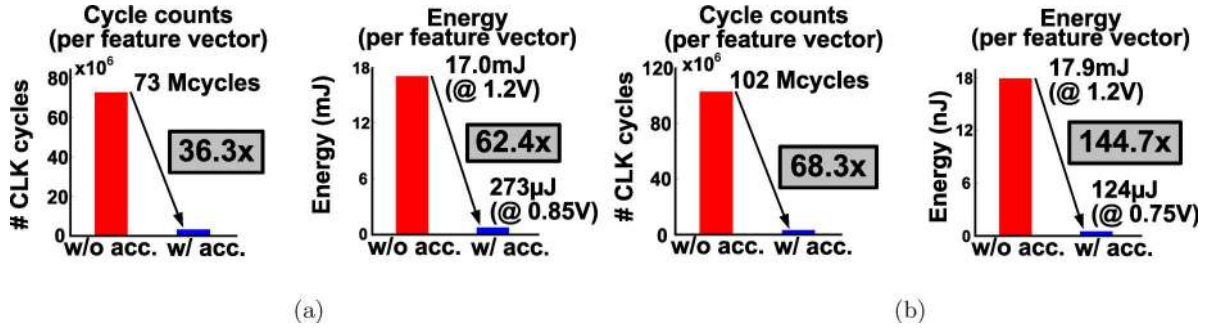 Cycle counts
(per feature vector)
x10⁶
80
60
40
20
0
# CLK cycles
73 Mcycles
36.3x
w/o acc. w/ acc.
Energy
(per feature vector)
18
12
6
0
Energy (mJ)
17.0mJ
(@ 1.2V)
62.4x
273µJ
(@ 0.85V)
w/o acc. w/ acc.
(a)
Cycle counts
(per feature vector)
x10⁶
120
80
40
0
# CLK cycles
102 Mcycles
68.3x
w/o acc. w/ acc.
Energy
(per feature vector)
18
12
6
0
Energy (nJ)
17.9mJ
(@ 1.2V)
144.7x
124µJ
(@ 0.75V)
w/o acc. w/ acc.
(b)